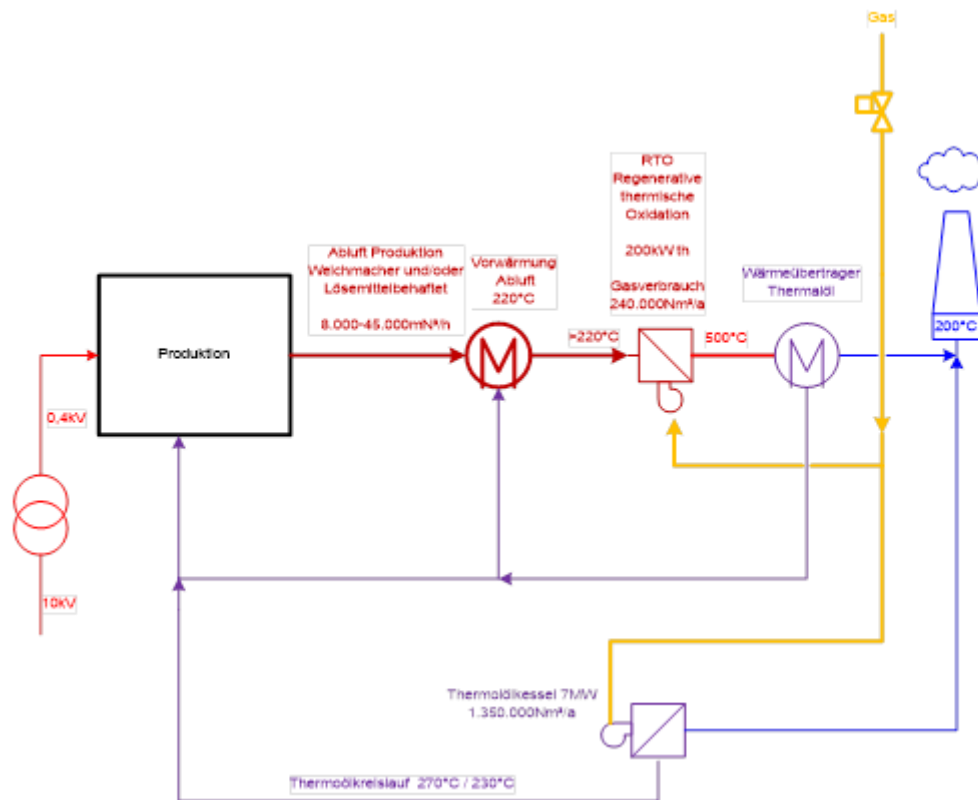 Gas
RTO
Regenerative
thermische
Oxidation
200kW th
Gasverbrauch
240.000Nm³/a
Abluft Produktion
Weichmacher und/oder
Lösemittelbehaftet
8.000-45.000mN³/h
Vorwärmung
Abluft
220°C
Wärmeübertrager
Thermalöl
200°C
Produktion
>220°C
500°C
0,4kV
10kV
Thermoölkessel 7MW
1.350.000Nm³/a
Thermoölkreislauf 270°C / 230°C